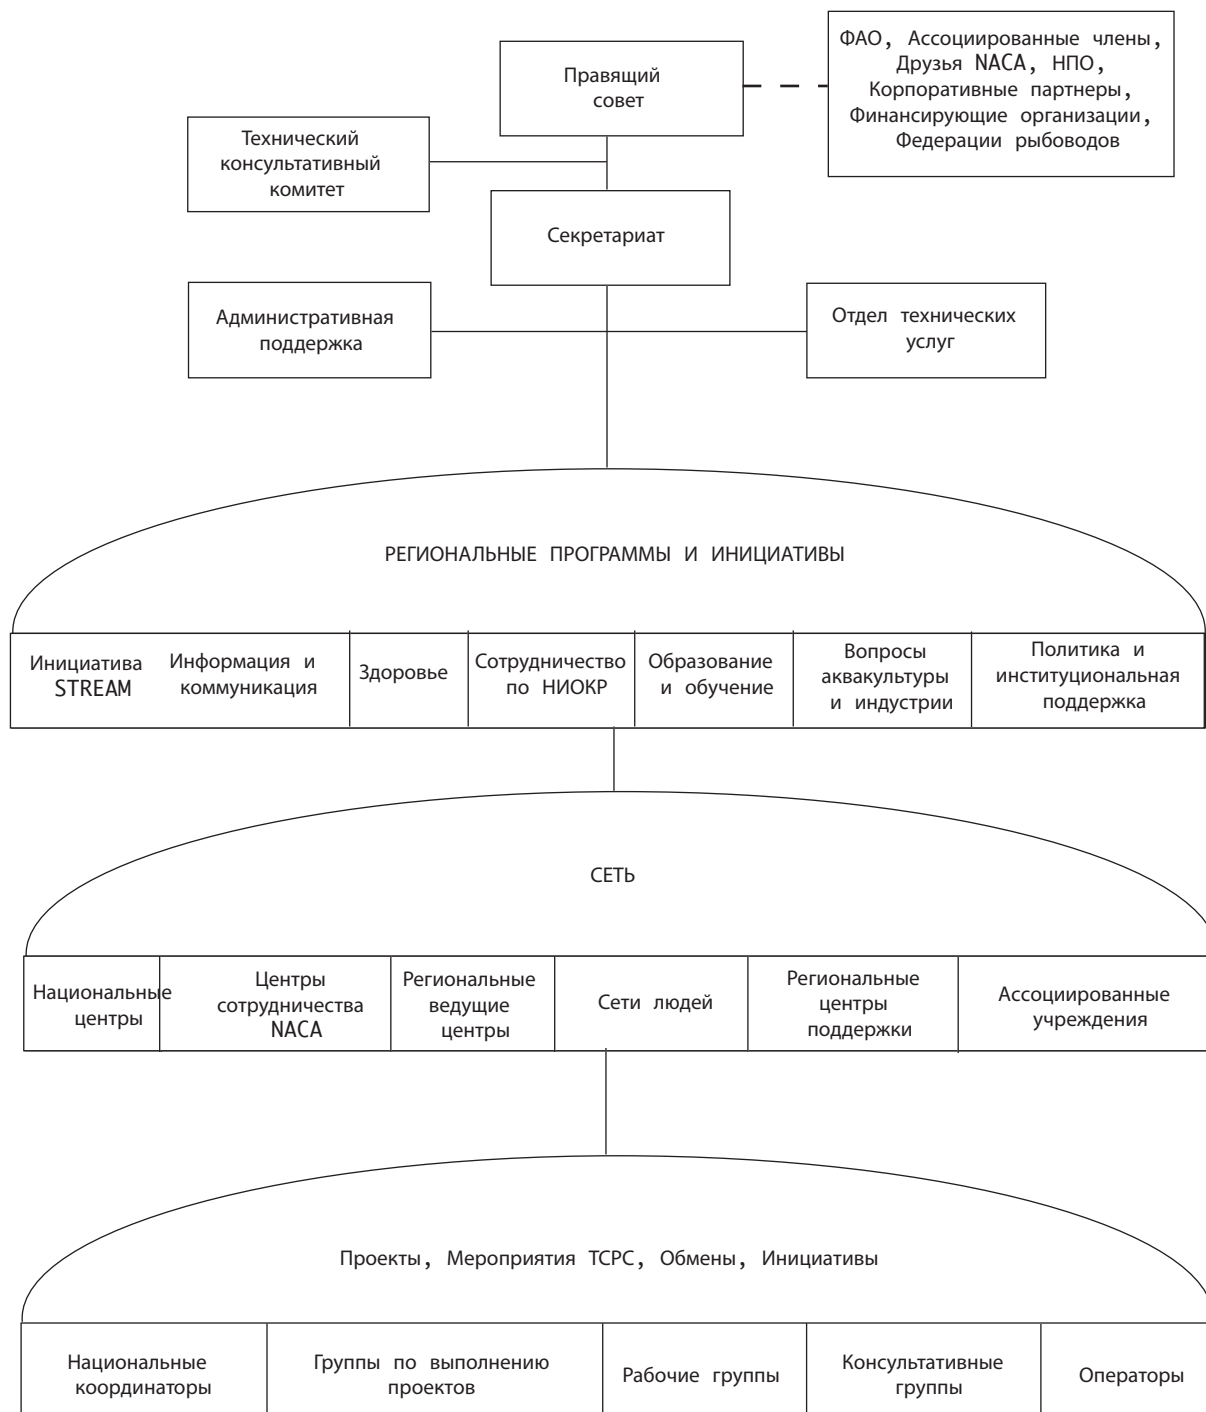 Правящий
совет
ФАО, Ассоциированные члены,
Друзья NACA, НПО,
Корпоративные партнеры,
Финансирующие организации,
Федерации рыбоводов
Технический
консультативный
комитет
Секретариат
Административная
поддержка
Отдел технических
услуг
РЕГИОНАЛЬНЫЕ ПРОГРАММЫ И ИНИЦИАТИВЫ
Инициатива
STREAM
Информация и
коммуникация
Здоровье
Сотрудничество
по НИОКР
Образование
и обучение
Вопросы
аквакультуры
и индустрии
Политика и
институциональная
поддержка
СЕТЬ
Национальные
центры
Центры
сотрудничества
NACA
Региональные
ведущие
центры
Сети людей
Региональные
центры
поддержки
Ассоциированные
учреждения
Проекты, Мероприятия ТСРС, Обмены, Инициативы
Национальные
координаторы
Группы по выполнению
проектов
Рабочие группы
Консультативные
группы
Операторы